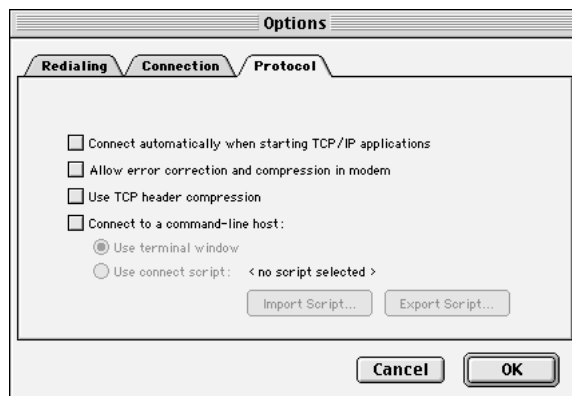 Options
Redialing Connection Protocol
Connect automatically when starting TCP/IP applications
Allow error correction and compression in modem
Use TCP header compression
Connect to a command-line host:
Use terminal window
Use connect script: < no script selected >
Import Script... Export Script...
Cancel OK